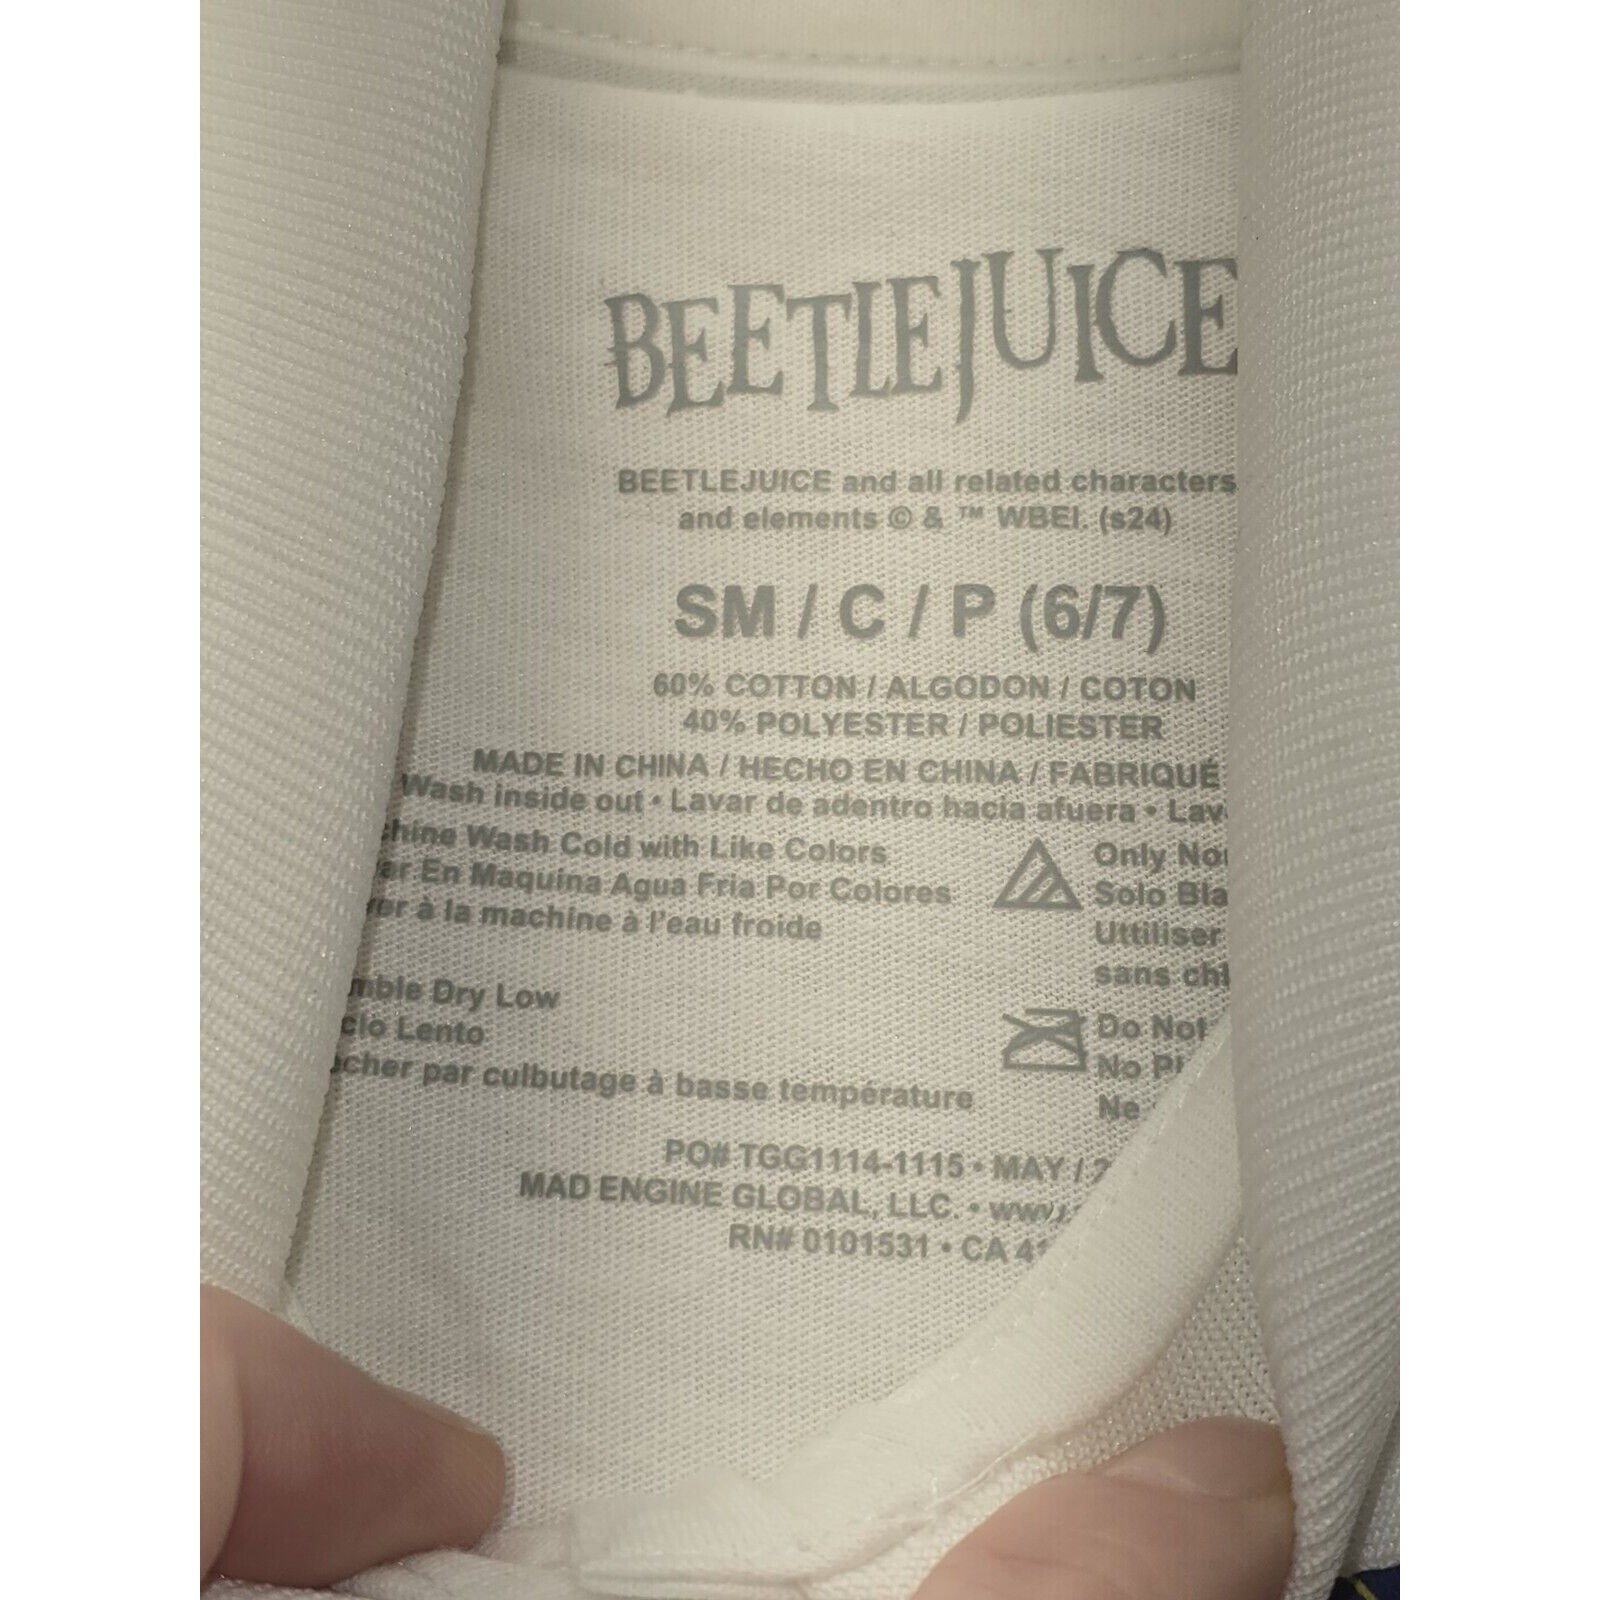 BEETLEJUICE
BEETLEJUICE and all related characters
and elements © & ™ WBEI. (s24)
SM / C / P (6/7)
60% COTTON / ALGODON / COTON
40% POLYESTER / POLIESTER
MADE IN CHINA / HECHO EN CHINA / FABRIQUÉ
Wash inside out • Lavar de adentro hacia afuera •
Wash Cold with Like Colors
En Maquina Agua Fria Por Colores
à la machine à l'eau froide
Only
Solo
Uttiliser
sans
Dry Low
Lento
par culbutage à basse température
Do Not
No
Ne
PO# TGG1114-1115 • MAY /
MAD ENGINE GLOBAL, LLC. •
RN# 0101531 • CA